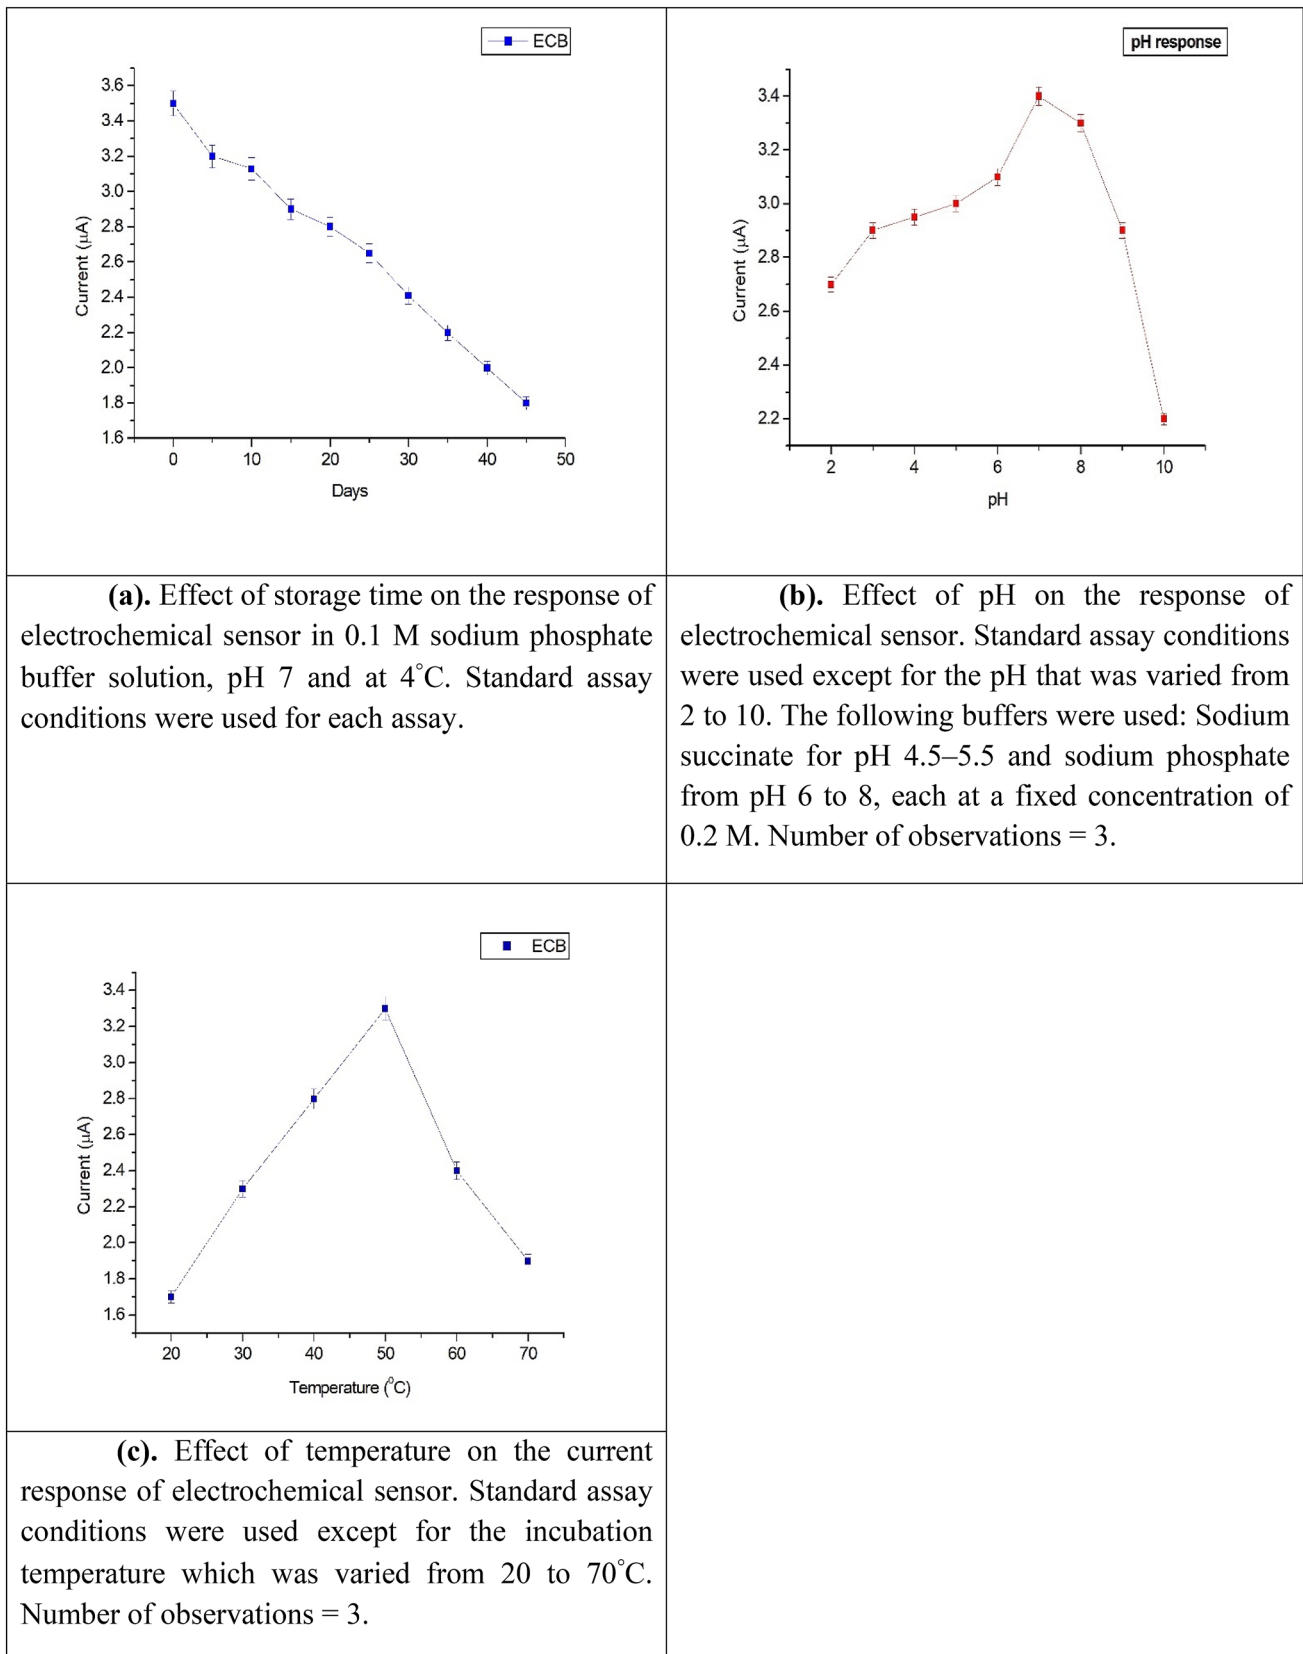 ECB
3.6
3.4
3.2
3.0
2.8
2.6
2.4
2.2
2.0
1.8
1.6
Current (μA)
0 10 20 30 40 50
Days
pH response
3.4
3.2
3.0
2.8
2.6
2.4
2.2
Current (μA)
2 4 6 8 10
pH
(a). Effect of storage time on the response of
electrochemical sensor in 0.1 M sodium phosphate
buffer solution, pH 7 and at 4°C. Standard assay
conditions were used for each assay.
(b). Effect of pH on the response of
electrochemical sensor. Standard assay conditions
were used except for the pH that was varied from
2 to 10. The following buffers were used: Sodium
succinate for pH 4.5–5.5 and sodium phosphate
from pH 6 to 8, each at a fixed concentration of
0.2 M. Number of observations = 3.
ECB
3.4
3.2
3.0
2.8
2.6
2.4
2.2
2.0
1.8
1.6
Current (μA)
20 30 40 50 60 70
Temperature (°C)
(c). Effect of temperature on the current
response of electrochemical sensor. Standard assay
conditions were used except for the incubation
temperature which was varied from 20 to 70°C.
Number of observations = 3.